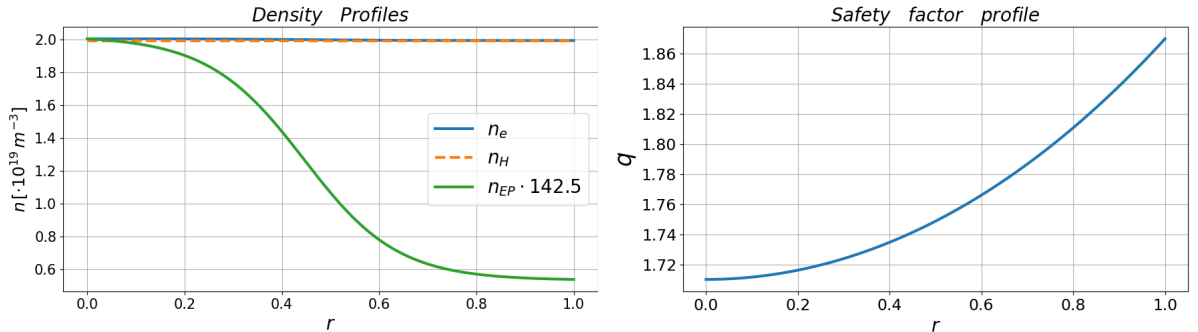 Density Profiles
n [·10^19 m^−3]
2.0
1.8
1.6
1.4
1.2
1.0
0.8
0.6
n_e
n_H
n_EP · 142.5
0.0 0.2 0.4 0.6 0.8 1.0
r
Safety factor profile
q
1.86
1.84
1.82
1.80
1.78
1.76
1.74
1.72
0.0 0.2 0.4 0.6 0.8 1.0
r